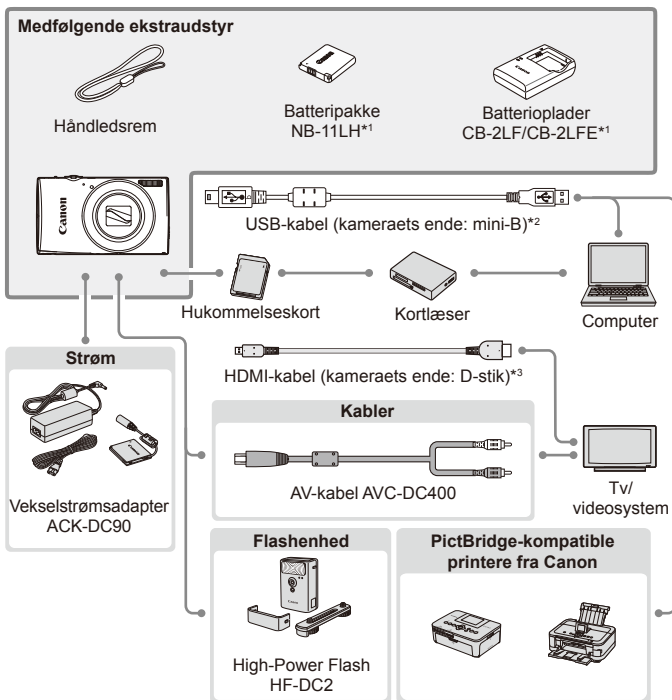 Medfølgende ekstraudstyr
Håndledsrem
Batteripakke
NB-11LH*1
Batterioplader
CB-2LF/CB-2LFE*1
Canon
USB-kabel (kameraets ende: mini-B)*2
Hukommelseskort
Kortlæser
Computer
Strøm
HDMI-kabel (kameraets ende: D-stik)*3
Kabler
AV-kabel AVC-DC400
Vekselstrømsadapter
ACK-DC90
Tv/
videosystem
Flashenhed
High-Power Flash
HF-DC2
PictBridge-kompatible
printere fra Canon